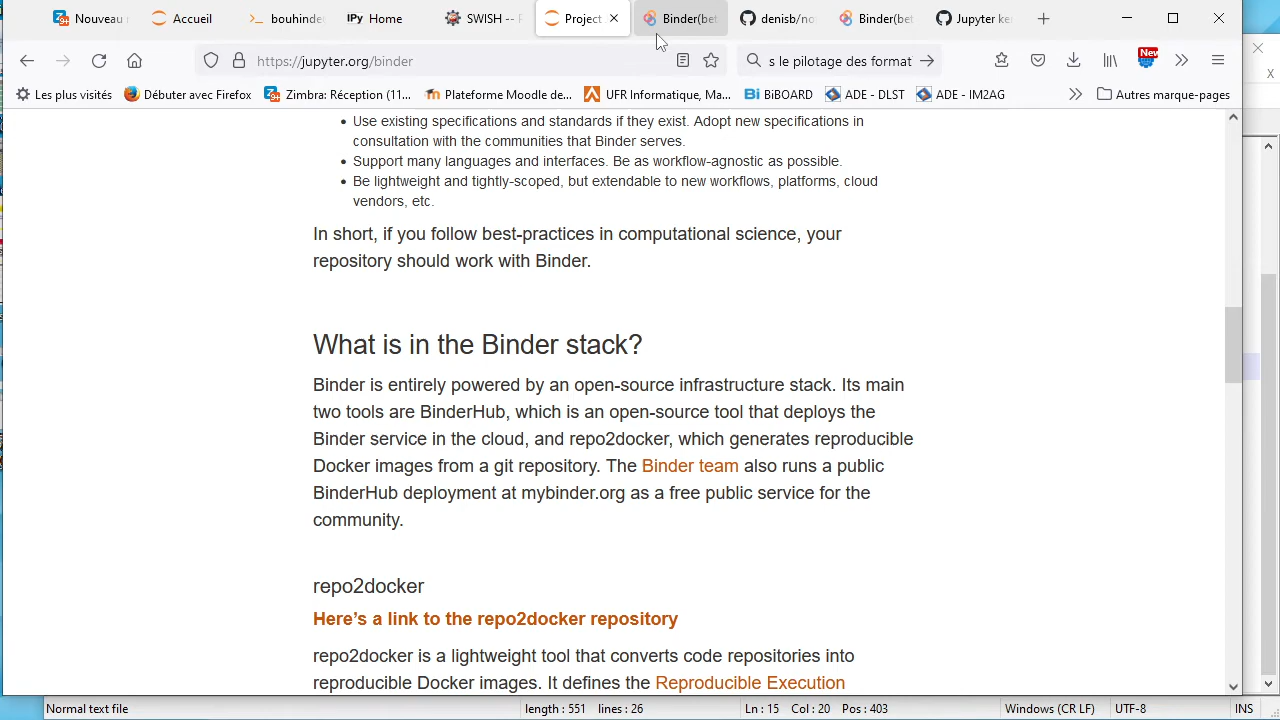 Nouveau
Accueil
bouhinde
IPy Home
SWISH -- P
Project
Binder(bet
denisb/no
Binder(bet
Jupyter ke
https://jupyter.org/binder
s le pilotage des format
New
Les plus visités
Débuter avec Firefox
Zimbra: Réception (11...
Plateforme Moodle de...
UFR Informatique, Ma...
Bi BiBOARD
ADE - DLST
ADE - IM2AG
Autres marque-pages
X
• Use existing specifications and standards if they exist. Adopt new specifications in
consultation with the communities that Binder serves.
• Support many languages and interfaces. Be as workflow-agnostic as possible.
• Be lightweight and tightly-scoped, but extendable to new workflows, platforms, cloud
vendors, etc.
In short, if you follow best-practices in computational science, your
repository should work with Binder.
What is in the Binder stack?
Binder is entirely powered by an open-source infrastructure stack. Its main
two tools are BinderHub, which is an open-source tool that deploys the
Binder service in the cloud, and repo2docker, which generates reproducible
Docker images from a git repository. The Binder team also runs a public
BinderHub deployment at mybinder.org as a free public service for the
community.
repo2docker
Here’s a link to the repo2docker repository
repo2docker is a lightweight tool that converts code repositories into
reproducible Docker images. It defines the Reproducible Execution
Normal text file
length : 551 lines : 26
Ln : 15 Col : 20 Pos : 403
Windows (CR LF)
UTF-8
INS